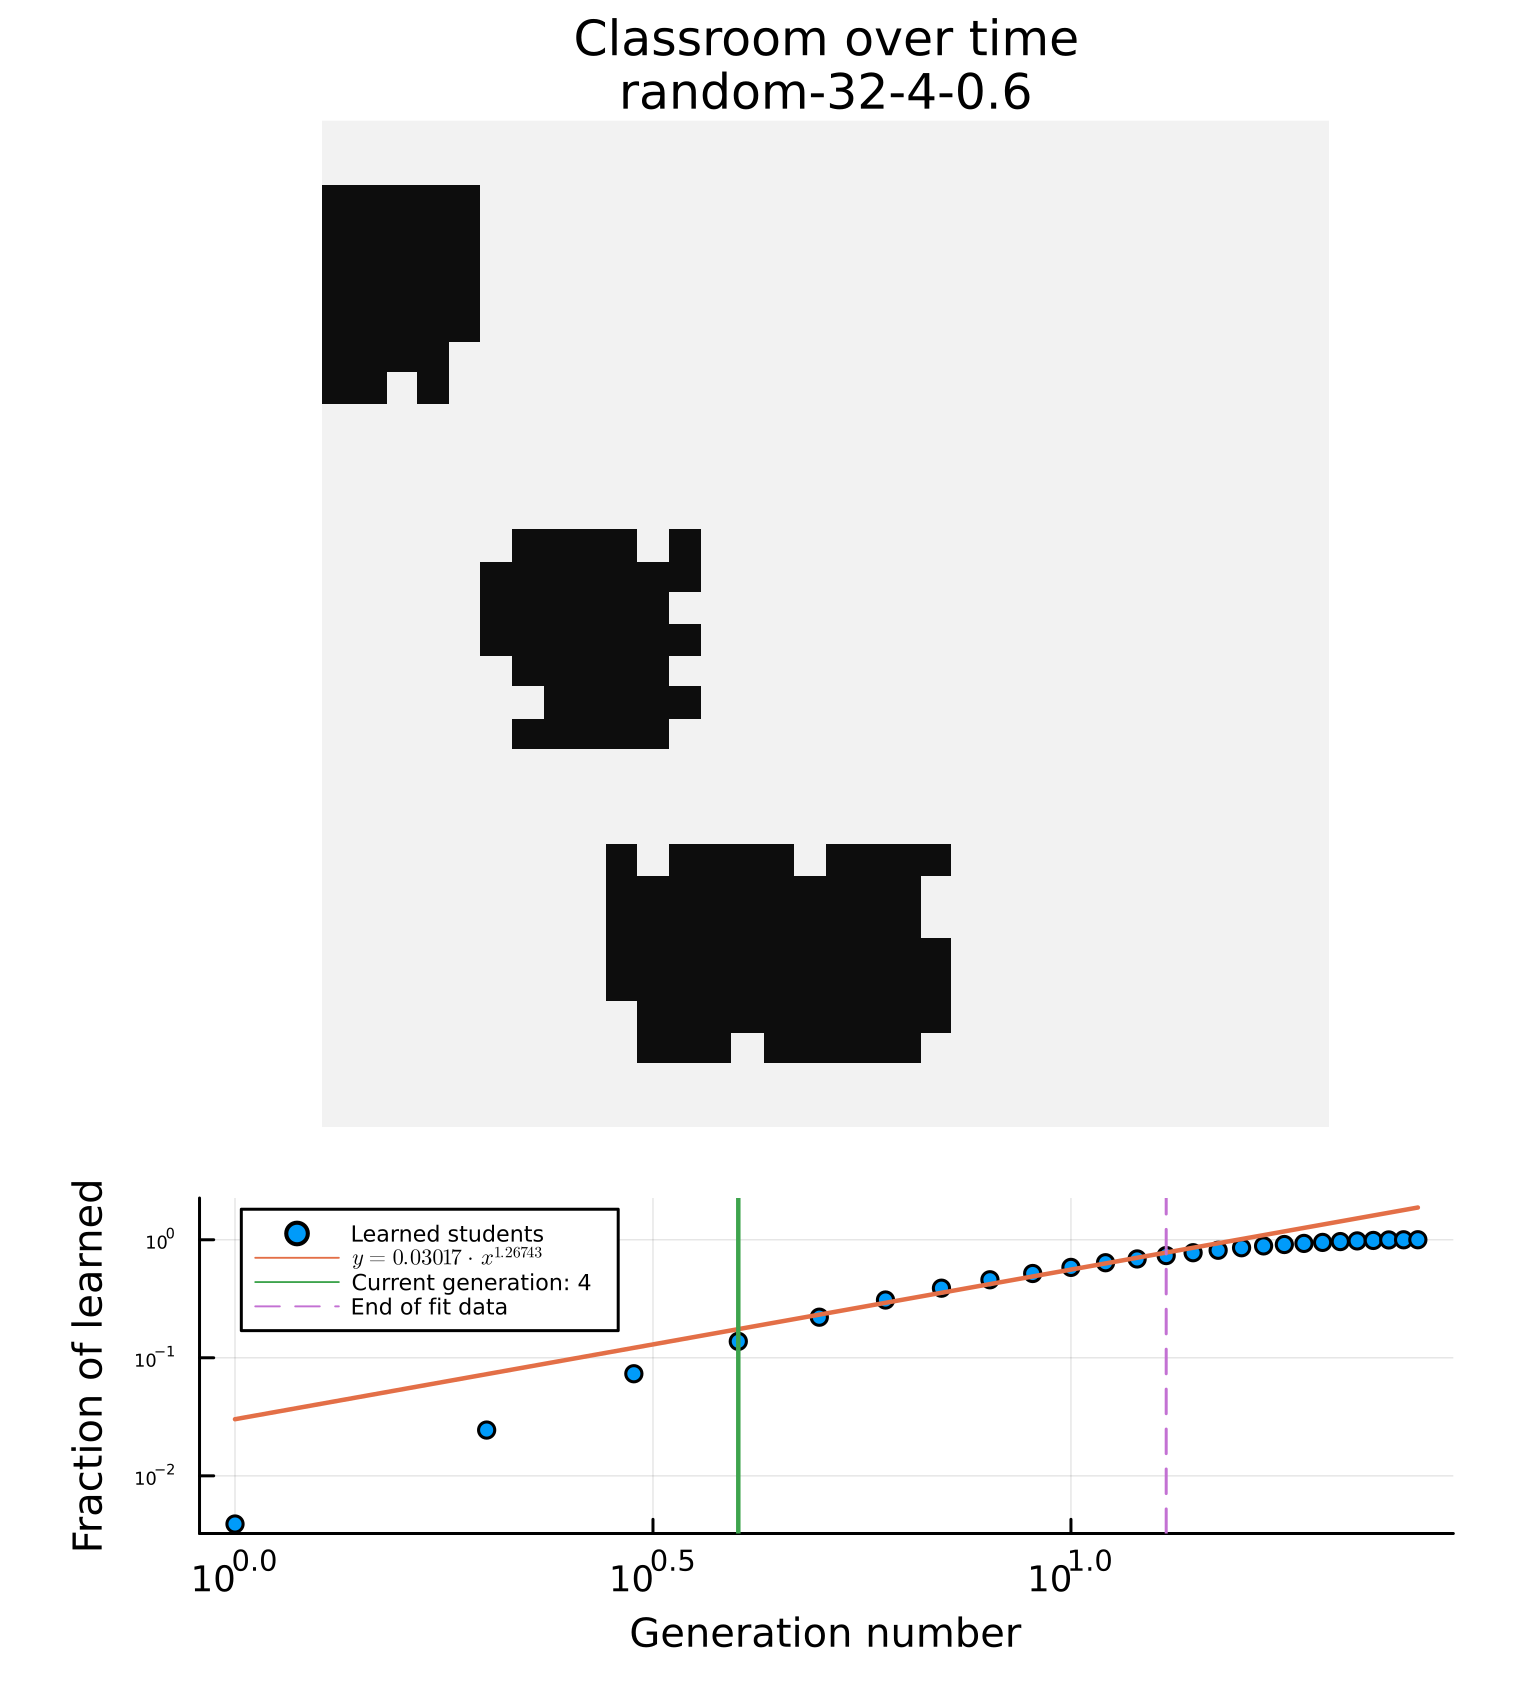 Classroom over time
random-32-4-0.6
Fraction of learned
10^0
10^-1
10^-2
Learned students
y = 0.03017 · x^1.26743
Current generation: 4
End of fit data
10^0.0
10^0.5
10^1.0
Generation number